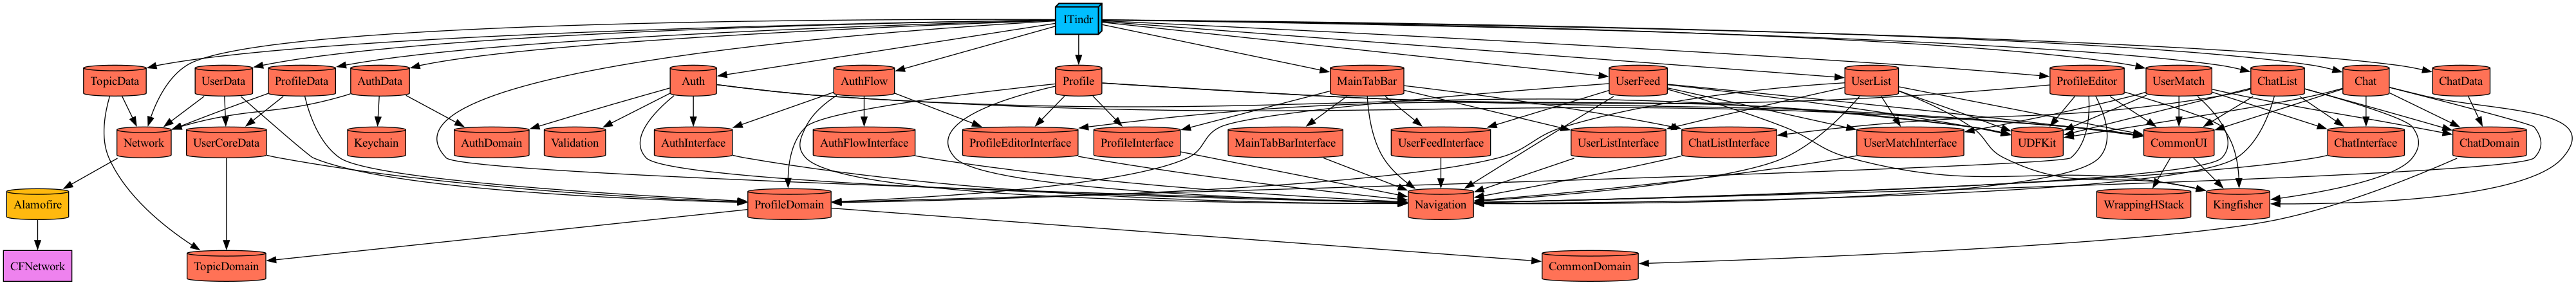 ITindr
TopicData
UserData
ProfileData
AuthData
Auth
AuthFlow
Profile
MainTabBar
UserFeed
UserList
ProfileEditor
UserMatch
ChatList
Chat
ChatData
Network
UserCoreData
Keychain
AuthDomain
Validation
AuthInterface
AuthFlowInterface
ProfileEditorInterface
ProfileInterface
MainTabBarInterface
UserFeedInterface
UserListInterface
ChatListInterface
UserMatchInterface
UDFKit
CommonUI
ChatInterface
ChatDomain
Alamofire
ProfileDomain
Navigation
WrappingHStack
Kingfisher
CFNetwork
TopicDomain
CommonDomain